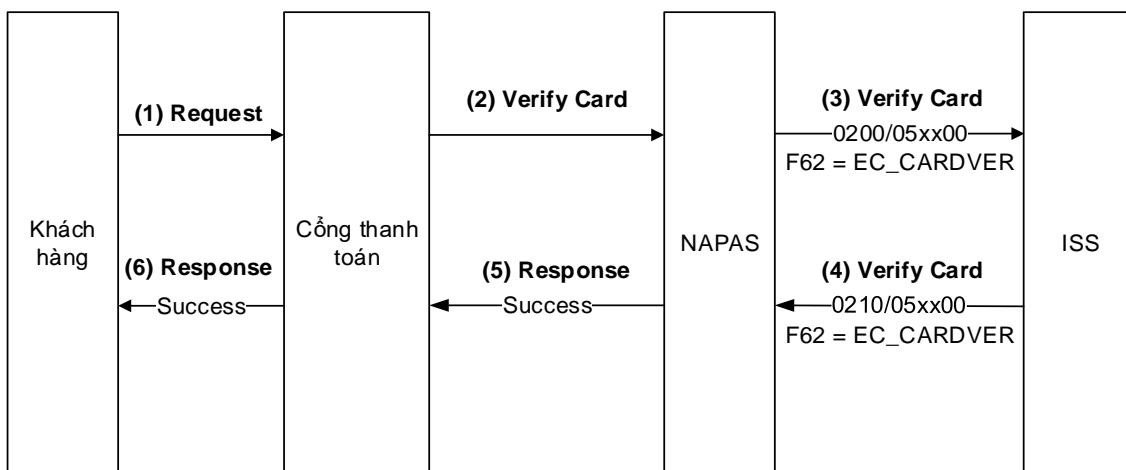 (1) Request
(2) Verify Card
(3) Verify Card
0200/05xx00
F62 = EC_CARDVER
Khách
hàng
Cổng thanh
toán
NAPAS
ISS
(6) Response
Success
(5) Response
Success
(4) Verify Card
0210/05xx00
F62 = EC_CARDVER